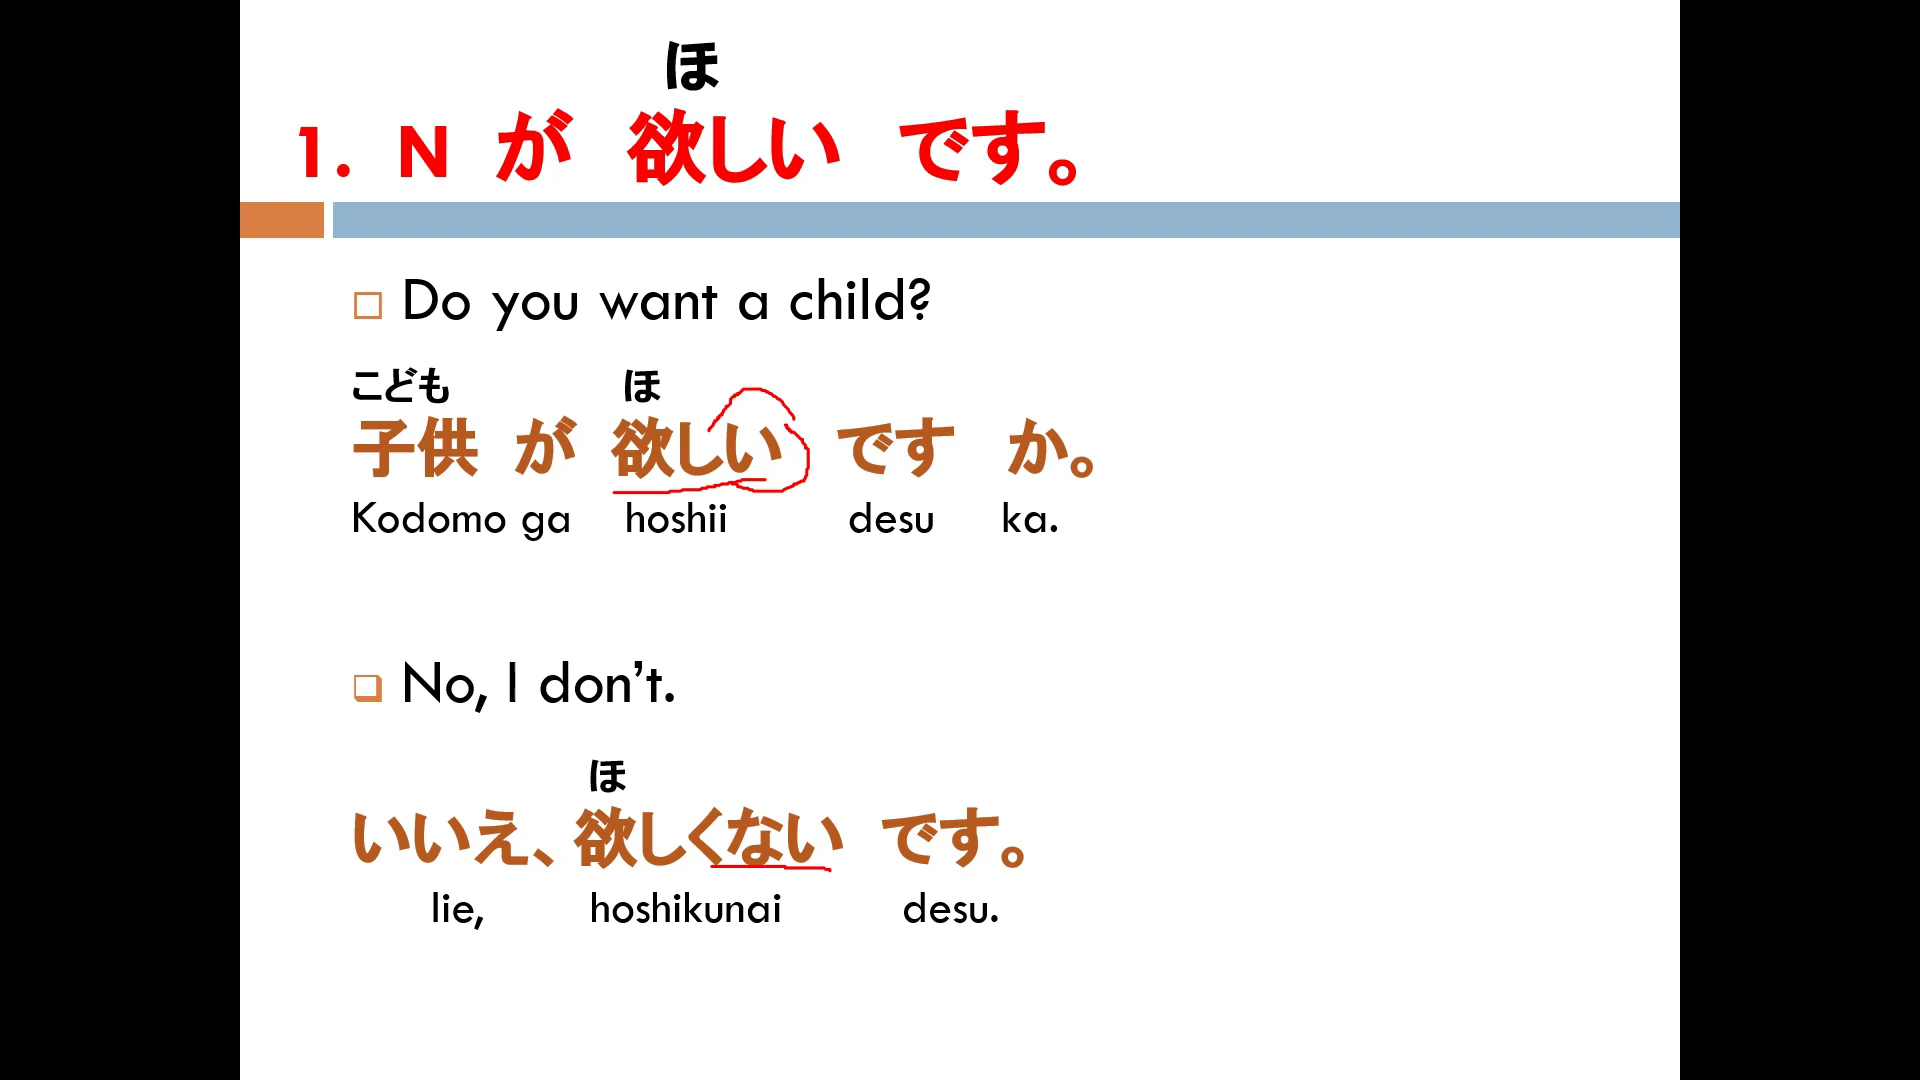 ほ
1. N が 欲しい です。
Do you want a child?
こども ほ
子供 が 欲しい です か。
Kodomo ga hoshii desu ka.
No, I don't.
ほ
いいえ、欲しくない です。
Iie, hoshikunai desu.